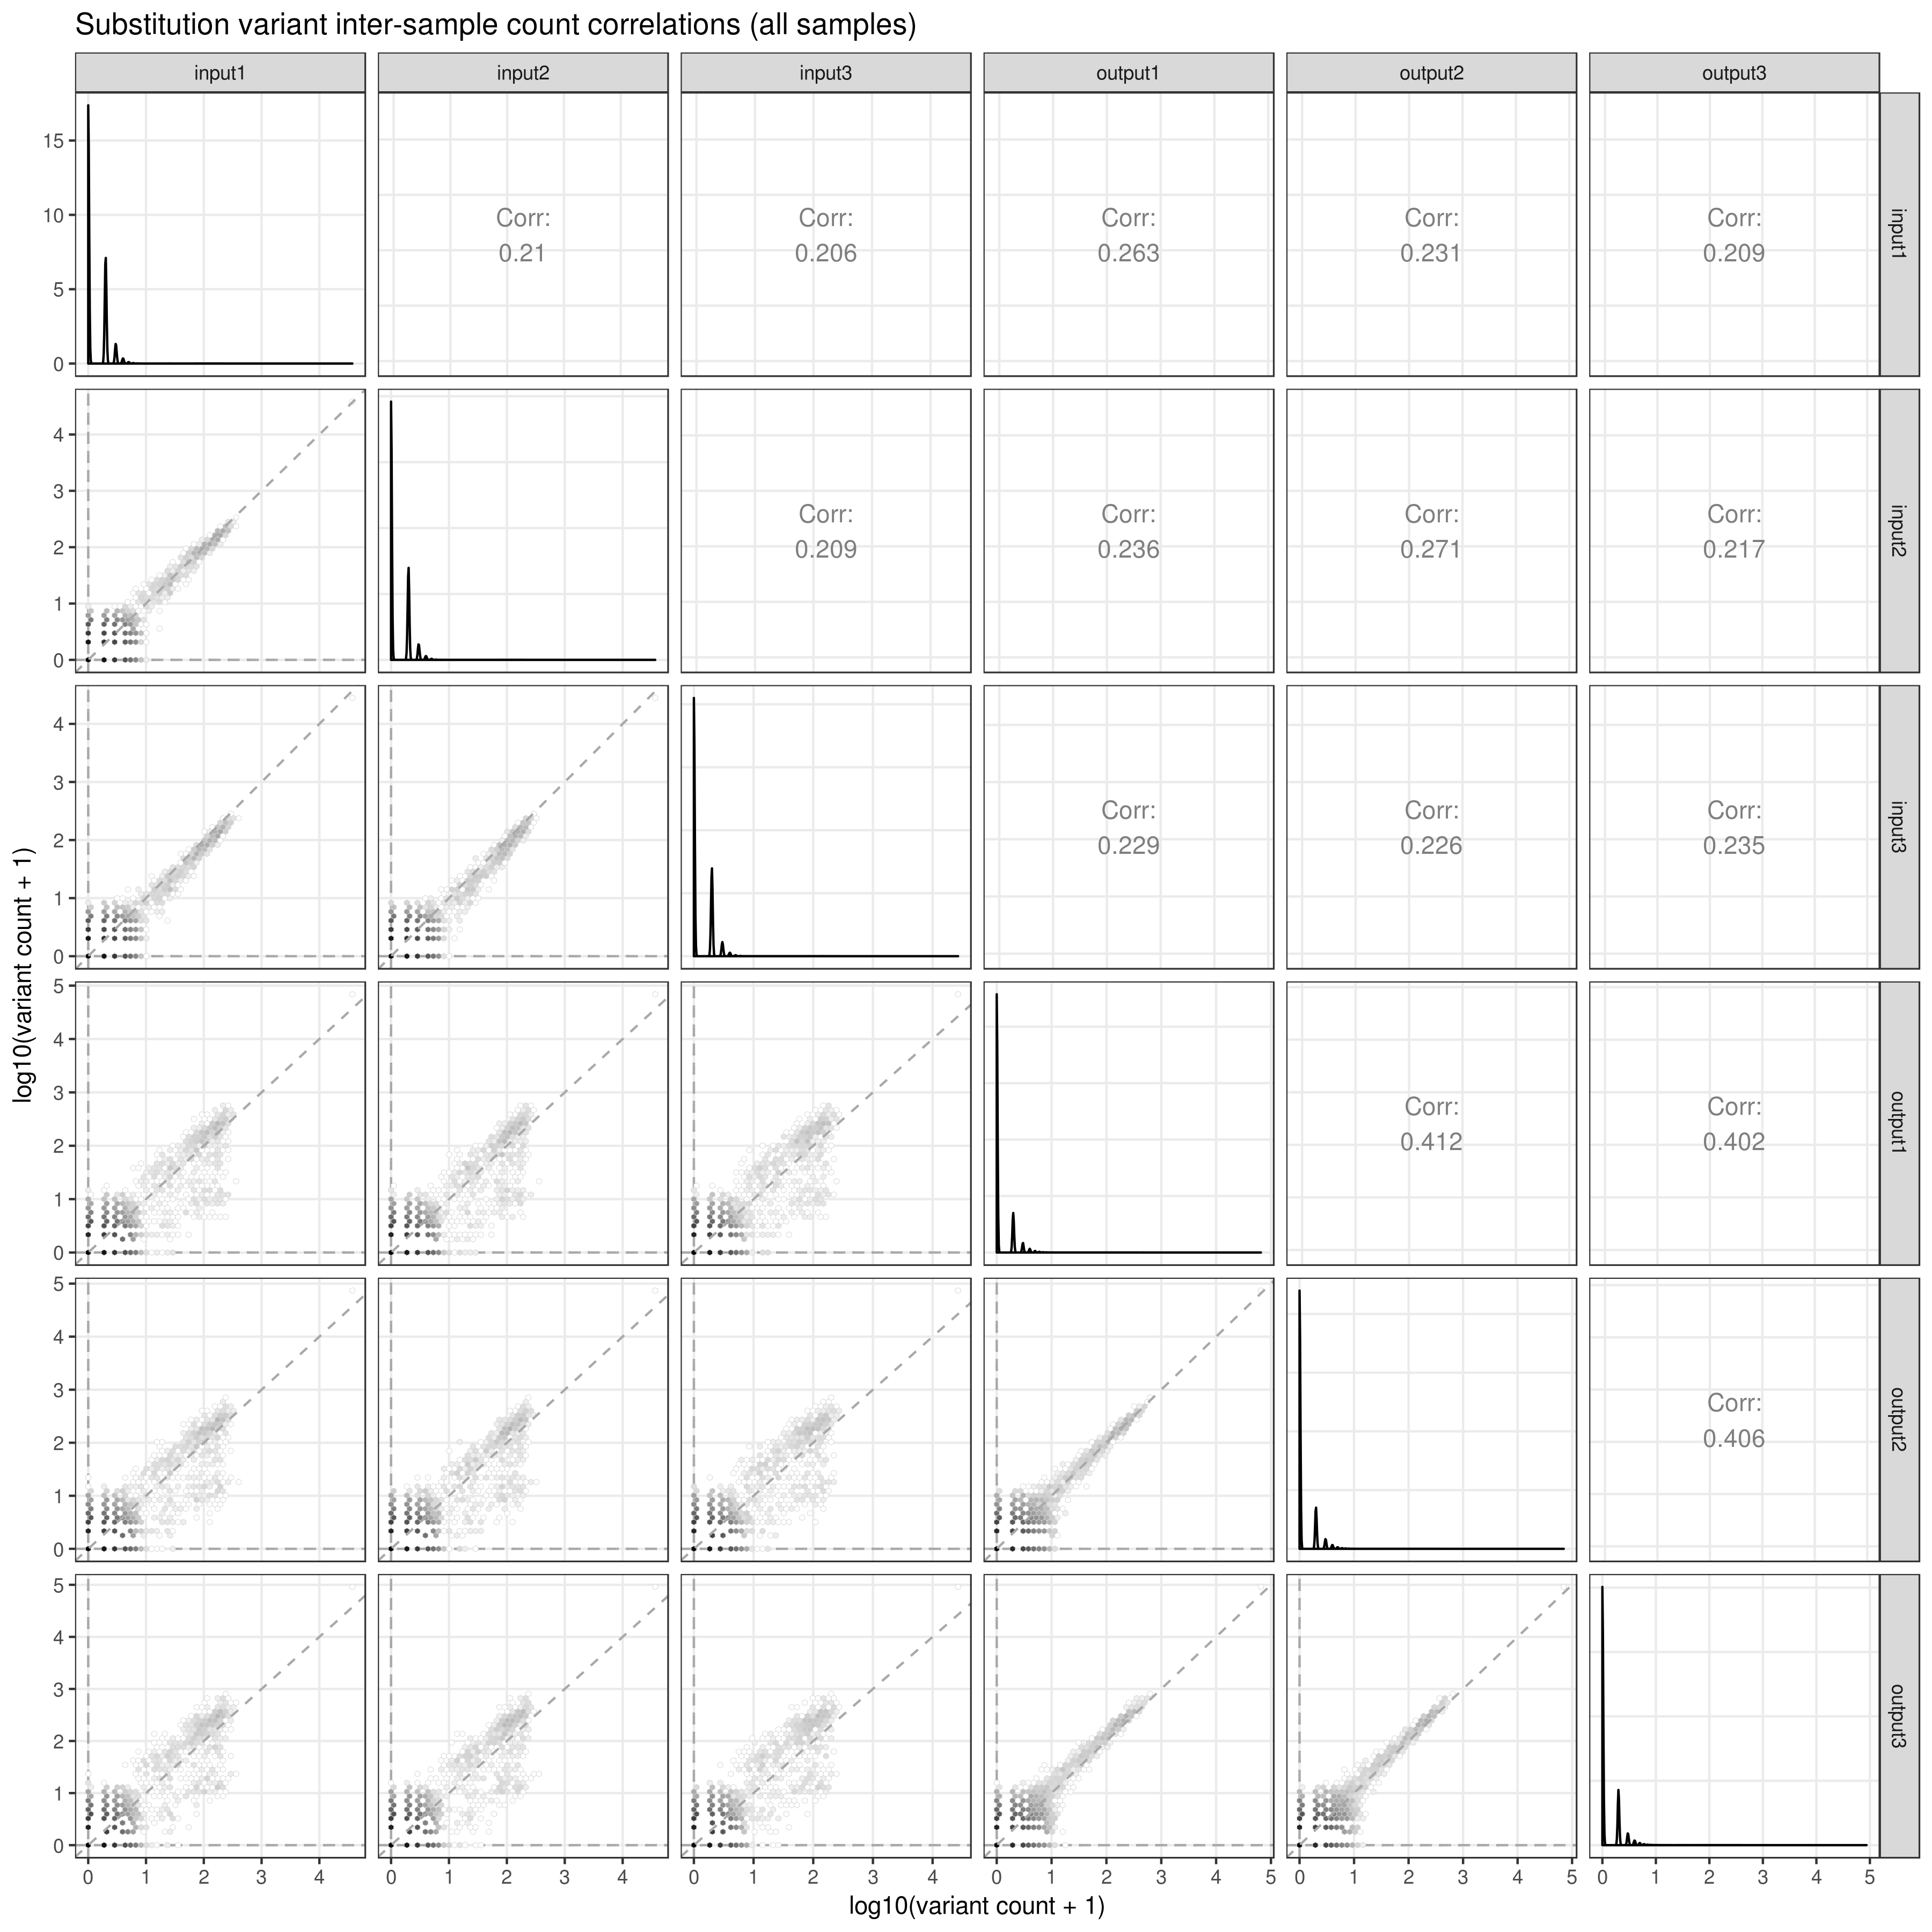 Substitution variant inter-sample count correlations (all samples)
input1 input2 input3 output1 output2 output3
15
10
5
0
Corr: Corr: Corr: Corr: Corr:
0.21 0.206 0.263 0.231 0.209
input1
4
3
2
1
0
Corr: Corr: Corr: Corr:
0.209 0.236 0.271 0.217
input2
4
3
2
1
0
Corr: Corr: Corr:
0.229 0.226 0.235
input3
5
4
3
2
1
0
Corr: Corr:
0.412 0.402
output1
5
4
3
2
1
0
Corr:
0.406
output2
5
4
3
2
1
0
output3
0 1 2 3 4 0 1 2 3 4 0 1 2 3 4 0 1 2 3 4 5 0 1 2 3 4 5 0 1 2 3 4 5
log10(variant count + 1)
log10(variant count + 1)